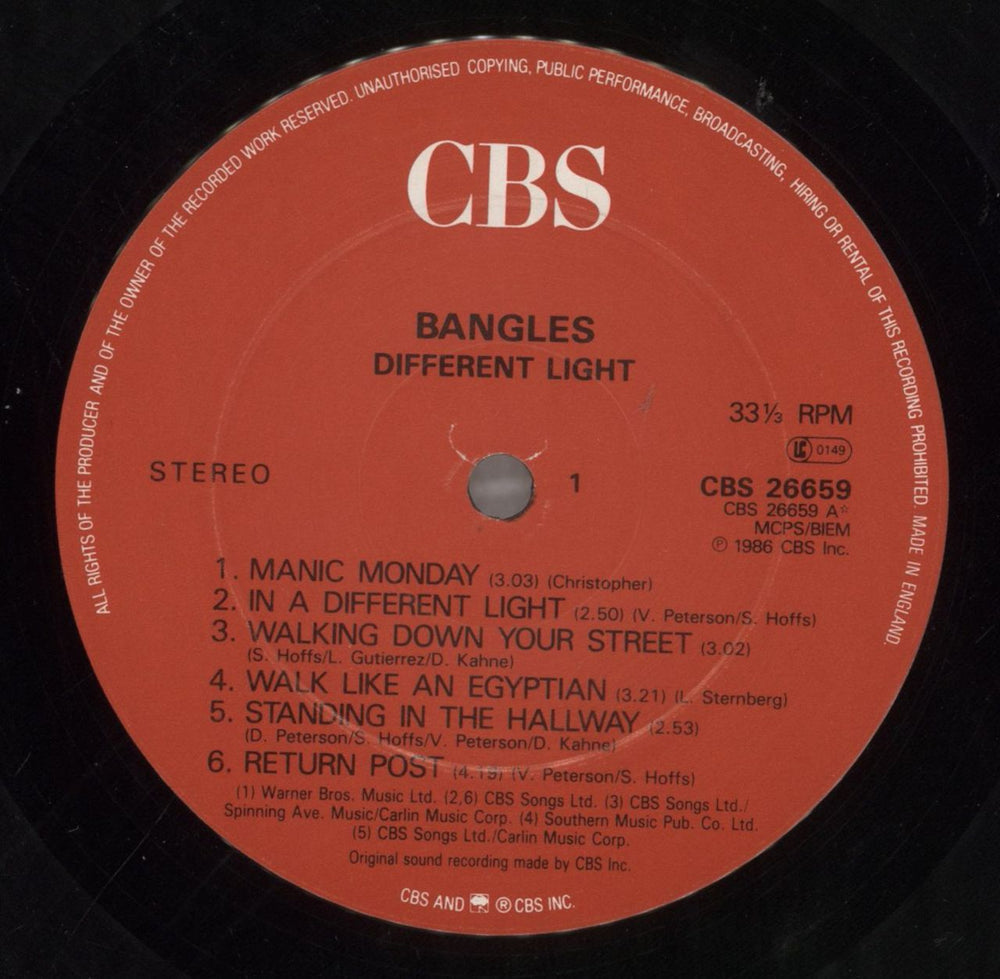 ALL RIGHTS OF THE PRODUCER AND OF THE OWNER OF THE RECORDED WORK RESERVED. UNAUTHORISED COPYING, PUBLIC PERFORMANCE, BROADCASTING, HIRING OR RENTAL OF THIS RECORDING PROHIBITED. MADE IN ENGLAND.
CBS
BANGLES
DIFFERENT LIGHT
33⅓ RPM
LC 0149
STEREO
1
CBS 26659
CBS 26659 A☆
MCPS/BIEM
℗ 1986 CBS Inc.
1. MANIC MONDAY (3.03) (Christopher)
2. IN A DIFFERENT LIGHT (2.50) (V. Peterson/S. Hoffs)
3. WALKING DOWN YOUR STREET (3.02)
(S. Hoffs/L. Gutierrez/D. Kahne)
4. WALK LIKE AN EGYPTIAN (3.21) (L. Sternberg)
5. STANDING IN THE HALLWAY (2.53)
(D. Peterson/S. Hoffs/V. Peterson/D. Kahne)
6. RETURN POST (4.19) (V. Peterson/S. Hoffs)
(1) Warner Bros. Music Ltd. (2,6) CBS Songs Ltd. (3) CBS Songs Ltd./
Spinning Ave. Music/Carlin Music Corp. (4) Southern Music Pub. Co. Ltd.
(5) CBS Songs Ltd./Carlin Music Corp.
Original sound recording made by CBS Inc.
CBS AND ® CBS INC.